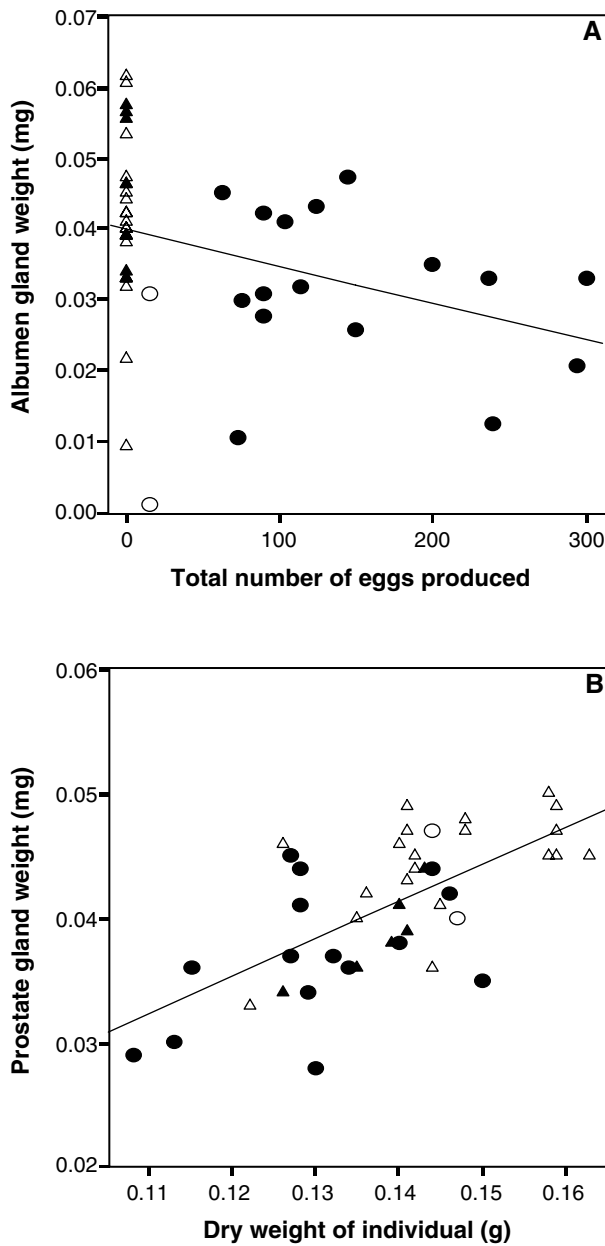 A
Albumen gland weight (mg)
0.07
0.06
0.05
0.04
0.03
0.02
0.01
0.00
0 100 200 300
Total number of eggs produced
B
Prostate gland weight (mg)
0.06
0.05
0.04
0.03
0.02
0.11 0.12 0.13 0.14 0.15 0.16
Dry weight of individual (g)